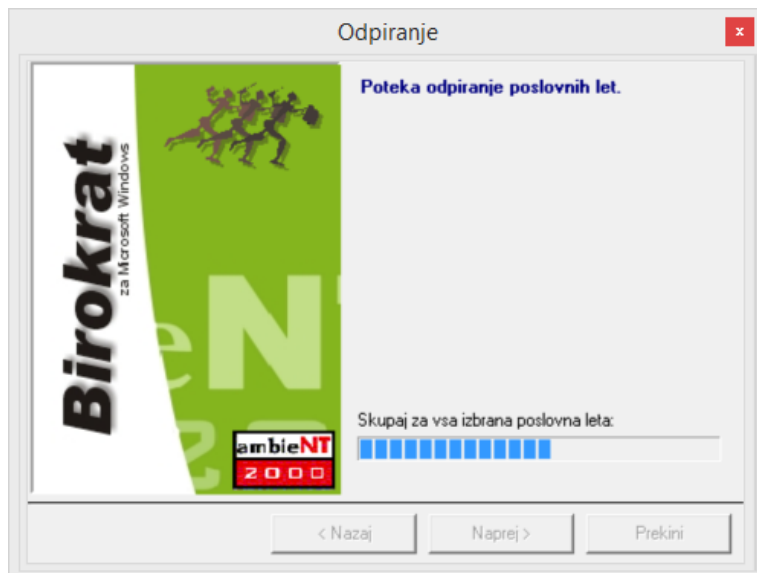 Odpiranje
x
Birokrat
za Microsoft Windows
Poteka odpiranje poslovnih let.
eNT
ambieNT
2000
Skupaj za vsa izbrana poslovna leta:
< Nazaj
Naprej >
Prekini